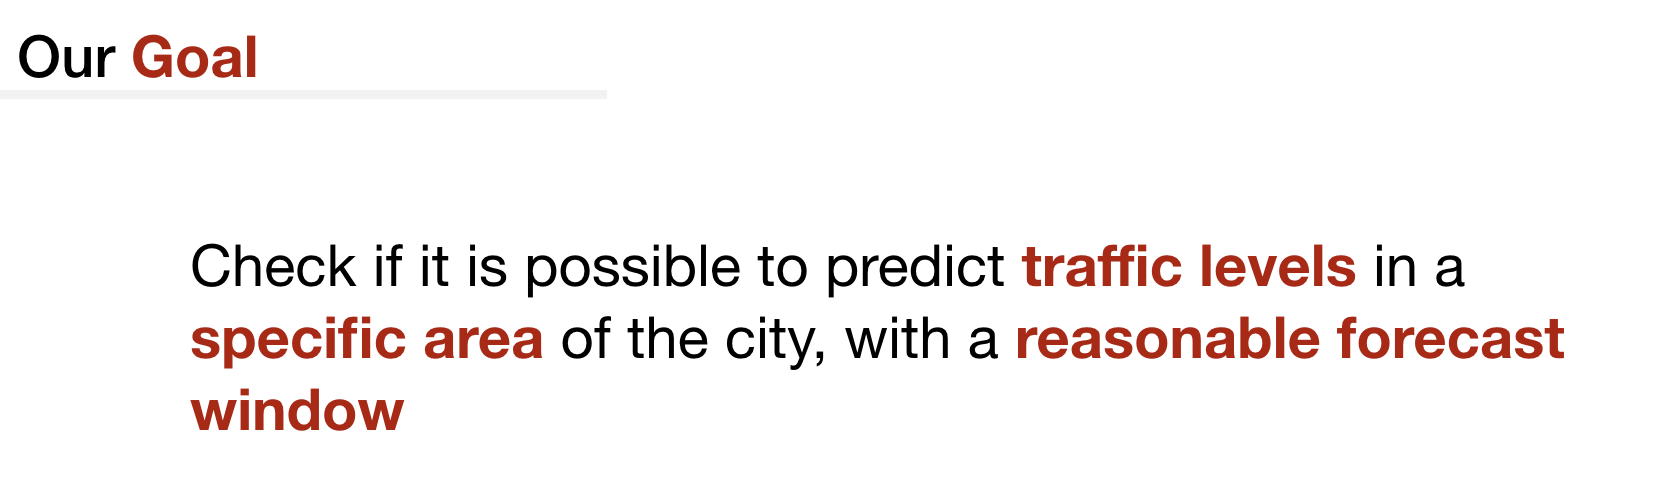 Our Goal
Check if it is possible to predict traffic levels in a
specific area of the city, with a reasonable forecast
window